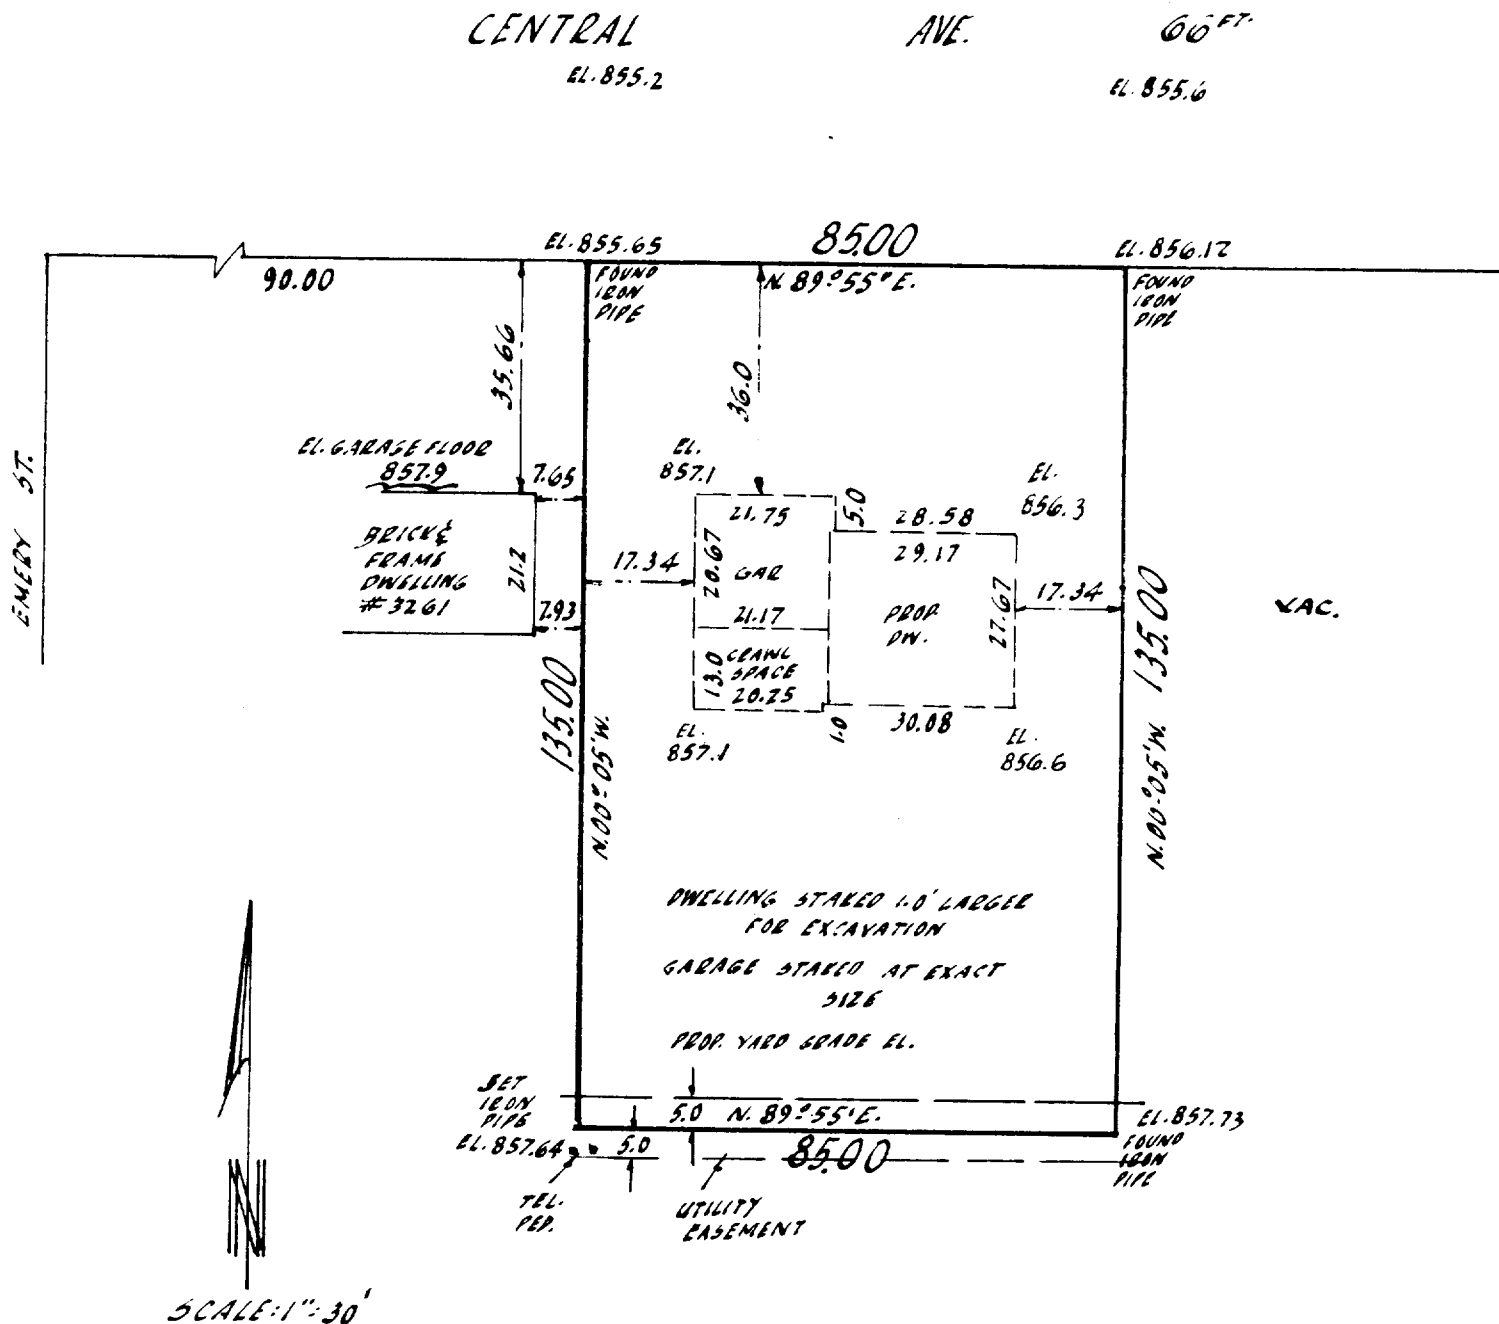 CENTRAL AVE. 66 FT.
EL. 855.2
EL. 855.6
EL. 855.65
85.00
EL. 856.12
90.00
FOUND
IRON
PIPE
N. 89°55" E.
FOUND
IRON
PIPE
35.66
36.0
EMERY ST.
EL. GARAGE FLOOR
857.9
7.65
EL.
857.1
EL.
856.3
21.75
5.0
28.58
29.17
BRICK &
FRAME
DWELLING
# 3261
21.2
7.93
17.34
20.67
GAR
21.17
PROP.
DW.
27.67
17.34
VAC.
13.0
CRAWL
SPACE
20.25
1.0
30.08
EL.
857.1
EL.
856.6
135.00
N. 00°05' W.
135.00
N. 00°05' W.
DWELLING STAKED 1.0' LARGER
FOR EXCAVATION
GARAGE STAKED AT EXACT
SIZE
PROP. YARD GRADE EL.
SET
IRON
PIPE
EL. 857.64
5.0
N. 89°55' E.
5.0
85.00
EL. 857.73
FOUND
IRON
PIPE
TEL.
PED.
UTILITY
EASEMENT
N
SCALE: 1" = 30'